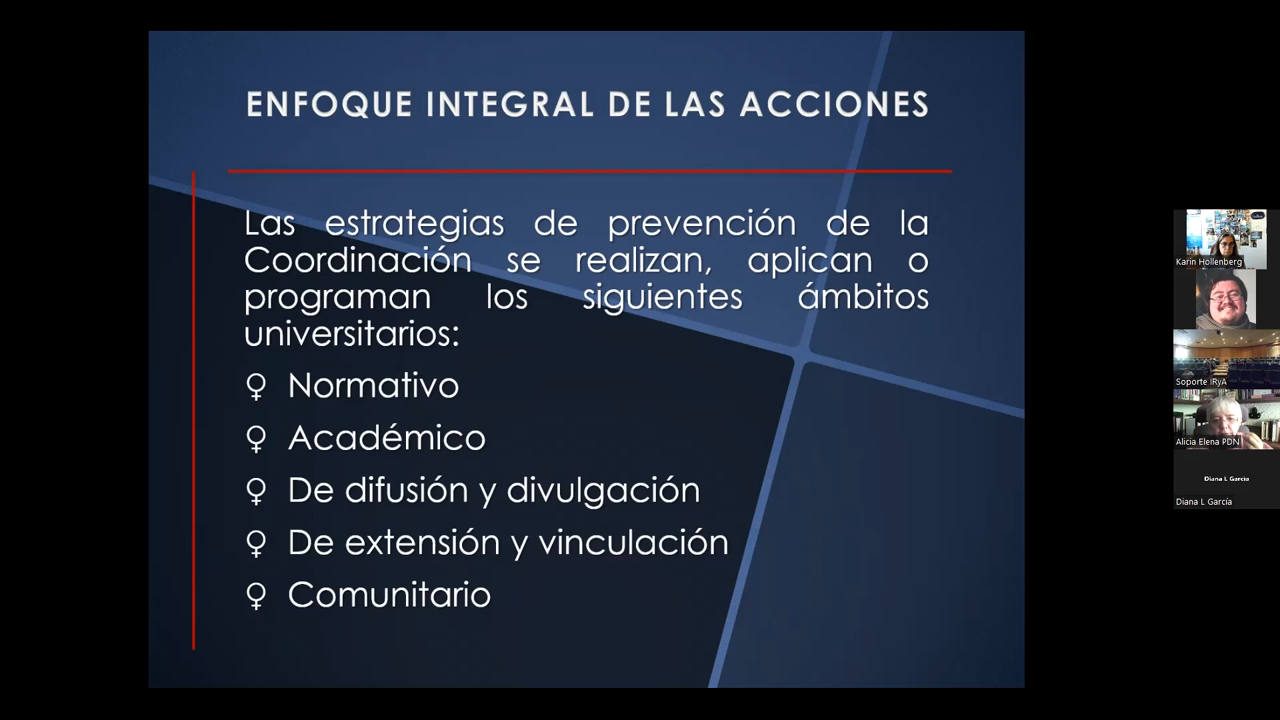 ENFOQUE INTEGRAL DE LAS ACCIONES
Las estrategias de prevención de la
Coordinación se realizan, aplican o
programan los siguientes ámbitos
universitarios:
♀ Normativo
♀ Académico
♀ De difusión y divulgación
♀ De extensión y vinculación
♀ Comunitario
Karin Hollenberg
Soporte IRyA
Alicia Elena PDN
Diana L García
Diana L García